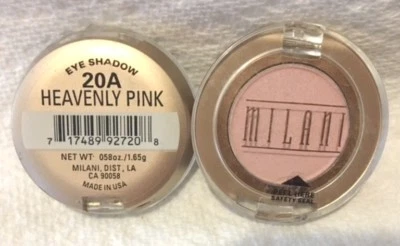 EYE SHADOW
20A
HEAVENLY PINK
7 17489 92720 8
NET WT· 058oz./1.65g
MILANI, DIST, LA
CA 90058
MADE IN USA
MILANI
SAFETY SEAL